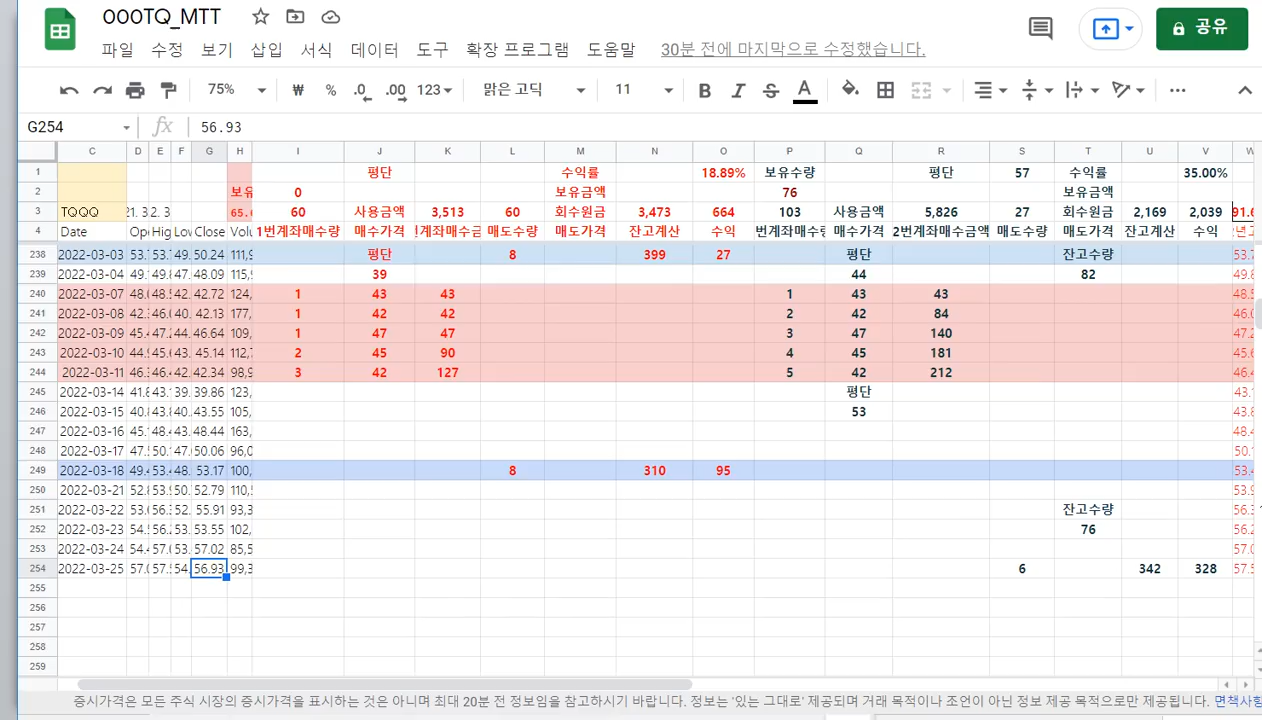 000TQ_MTT
파일 수정 보기 삽입 서식 데이터 도구 확장 프로그램 도움말 30분 전에 마지막으로 수정했습니다.
공유
75% ₩ % .0 .00 123 맑은 고딕 11 B I S A
G254 fx 56.93
C D E F G H I J K L M N O P Q R S T U V W
1 평단 수익률 18.89% 보유수량 평단 57 수익률 35.00%
2 보유 0 보유금액 76 보유금액
3 TQQQ 60 사용금액 3,513 60 회수원금 3,473 664 103 사용금액 5,826 27 회수원금 2,169 2,039
4 Date Close 1번계좌매수량 매수가격 매도수량 매도가격 잔고계산 수익 매수가격 2번계좌매수금액 매도수량 매도가격 잔고계산 수익
238 2022-03-03 50.24 평단 8 399 27 평단 잔고수량
239 2022-03-04 48.09 39 44 82
240 2022-03-07 42.72 1 43 43 1 43 43
241 2022-03-08 42.13 1 42 42 2 42 84
242 2022-03-09 46.64 1 47 47 3 47 140
243 2022-03-10 45.14 2 45 90 4 45 181
244 2022-03-11 42.34 3 42 127 5 42 212
245 2022-03-14 39.86 평단
246 2022-03-15 43.55 53
247 2022-03-16 48.44
248 2022-03-17 50.06
249 2022-03-18 53.17 8 310 95
250 2022-03-21 52.79
251 2022-03-22 55.91 잔고수량
252 2022-03-23 53.55 76
253 2022-03-24 57.02
254 2022-03-25 56.93 6 342 328
255
256
257
258
259
증시가격은 모든 주식 시장의 증시가격을 표시하는 것은 아니며 최대 20분 전 정보임을 참고하시기 바랍니다. 정보는 '있는 그대로' 제공되며 거래 목적이나 조언이 아닌 정보 제공 목적으로만 제공됩니다. 면책사항